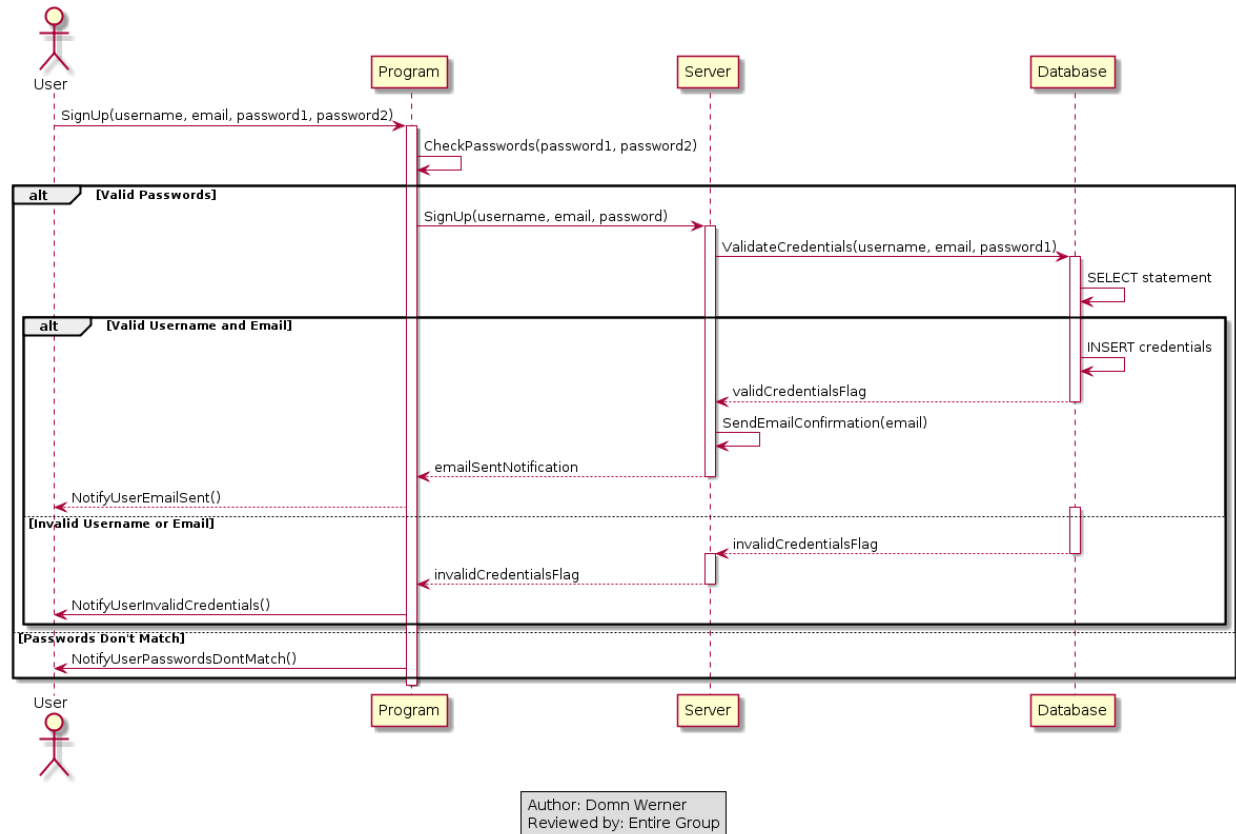 User
Program
Server
Database
SignUp(username, email, password1, password2)
CheckPasswords(password1, password2)
alt [Valid Passwords]
SignUp(username, email, password)
ValidateCredentials(username, email, password1)
SELECT statement
alt [Valid Username and Email]
INSERT credentials
validCredentialsFlag
SendEmailConfirmation(email)
emailSentNotification
NotifyUserEmailSent()
[Invalid Username or Email]
invalidCredentialsFlag
invalidCredentialsFlag
NotifyUserInvalidCredentials()
[Passwords Don't Match]
NotifyUserPasswordsDontMatch()
User
Program
Server
Database
Author: Domn Werner
Reviewed by: Entire Group